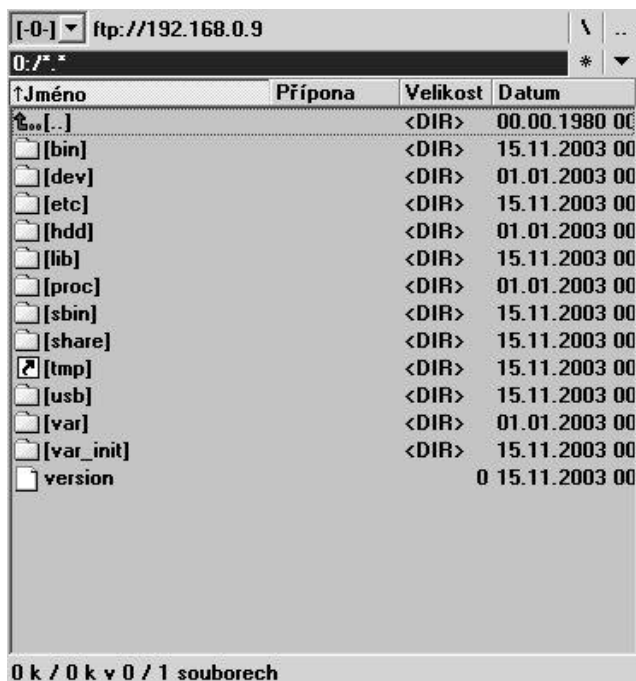 [-0-] ftp://192.168.0.9 \ ..
0:/*.* *
↑Jméno Přípona Velikost Datum
[..] <DIR> 00.00.1980 00
[bin] <DIR> 15.11.2003 00
[dev] <DIR> 01.01.2003 00
[etc] <DIR> 15.11.2003 00
[hdd] <DIR> 01.01.2003 00
[lib] <DIR> 15.11.2003 00
[proc] <DIR> 01.01.2003 00
[sbin] <DIR> 15.11.2003 00
[share] <DIR> 15.11.2003 00
[tmp] <DIR> 15.11.2003 00
[usb] <DIR> 15.11.2003 00
[var] <DIR> 01.01.2003 00
[var_init] <DIR> 15.11.2003 00
version 0 15.11.2003 00
0 k / 0 k v 0 / 1 souborech